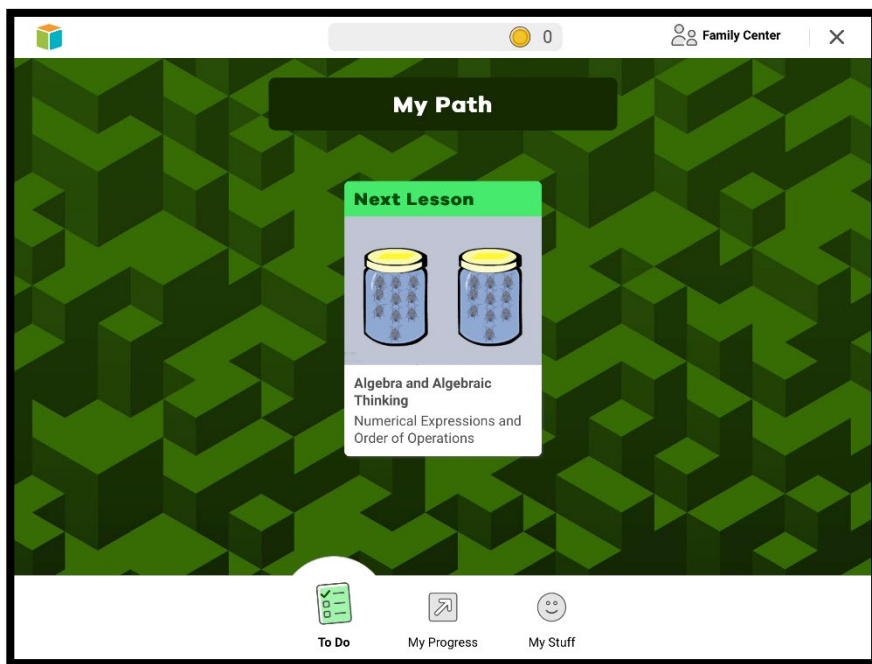 0
Family Center
My Path
Next Lesson
Algebra and Algebraic
Thinking
Numerical Expressions and
Order of Operations
To Do
My Progress
My Stuff